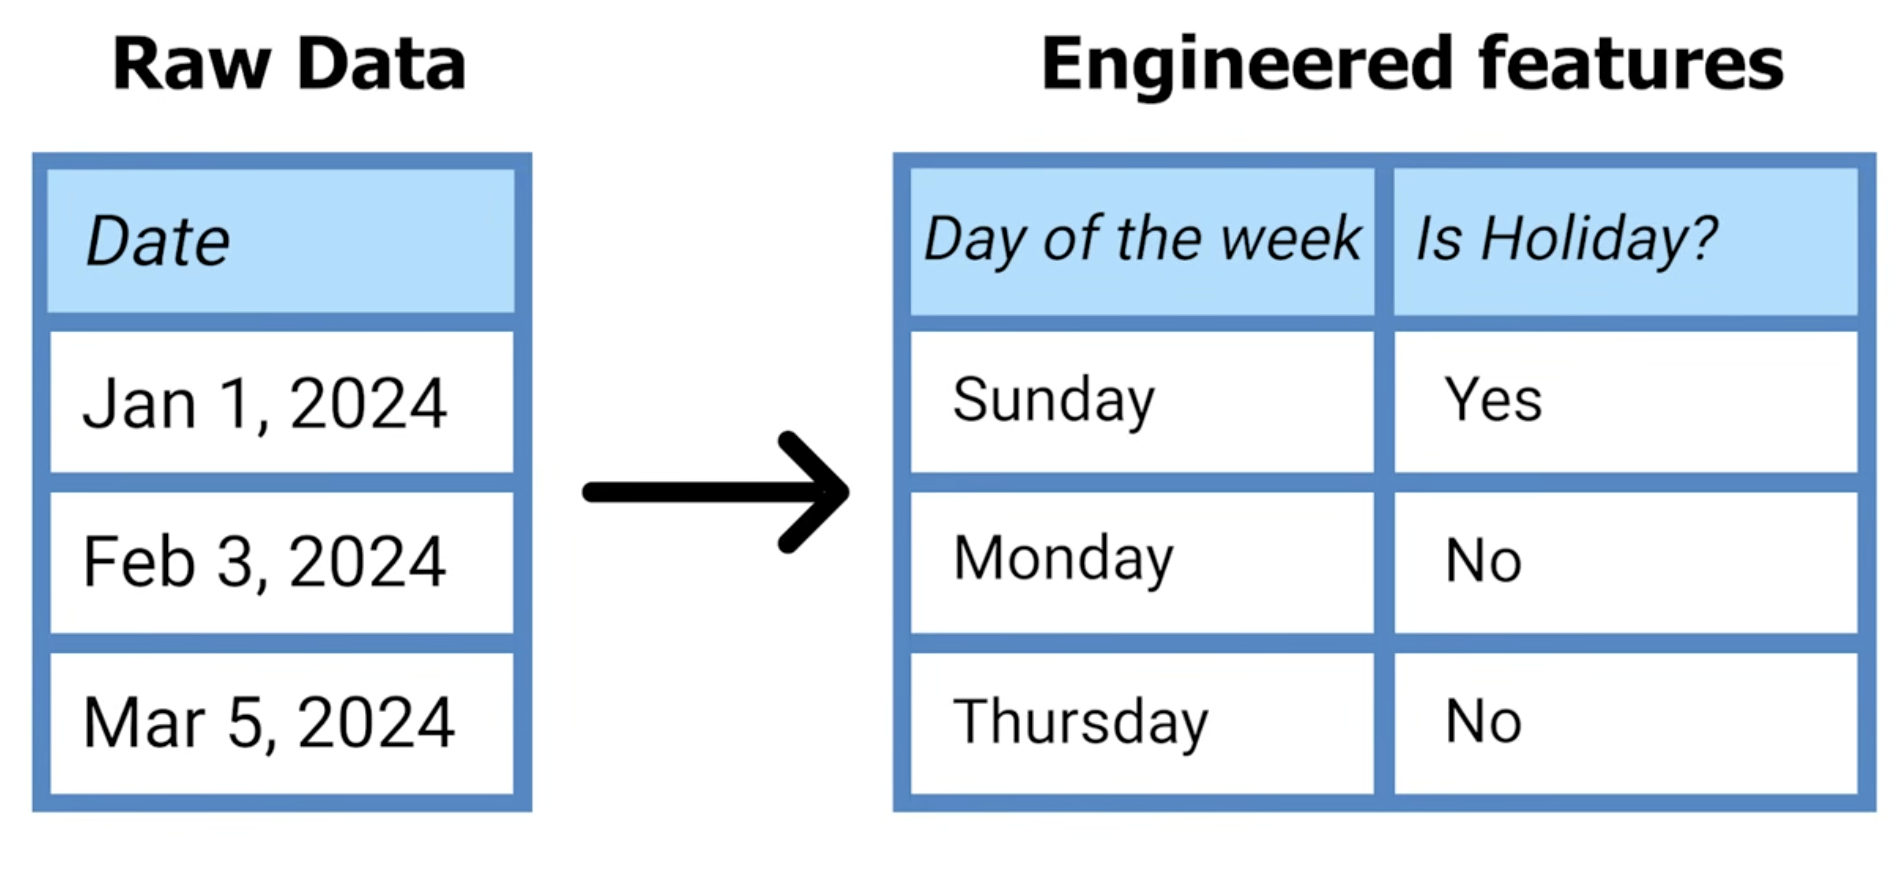 Raw Data
Date
Jan 1, 2024
Feb 3, 2024
Mar 5, 2024
Engineered features
Day of the week Is Holiday?
Sunday Yes
Monday No
Thursday No